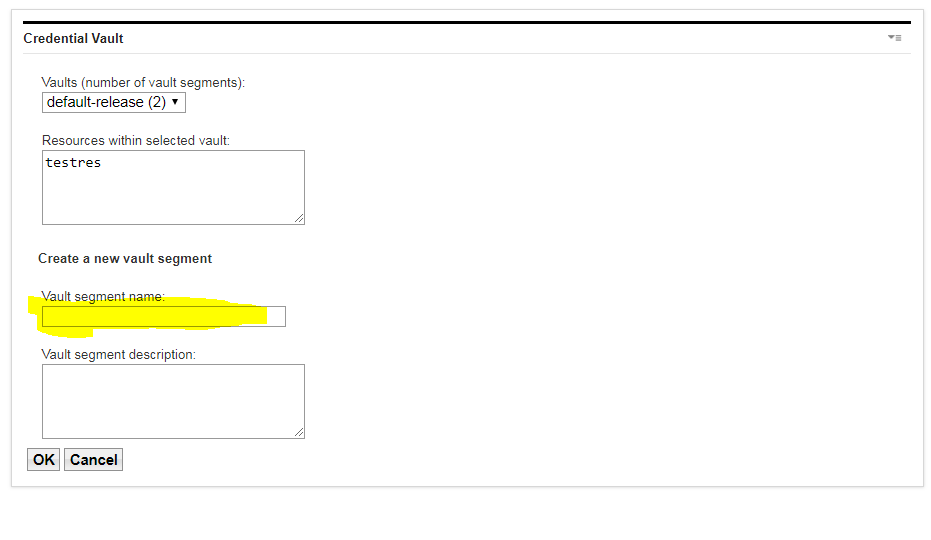 Credential Vault
Vaults (number of vault segments):
default-release (2)
Resources within selected vault:
testres
Create a new vault segment
Vault segment name:
Vault segment description:
OK Cancel